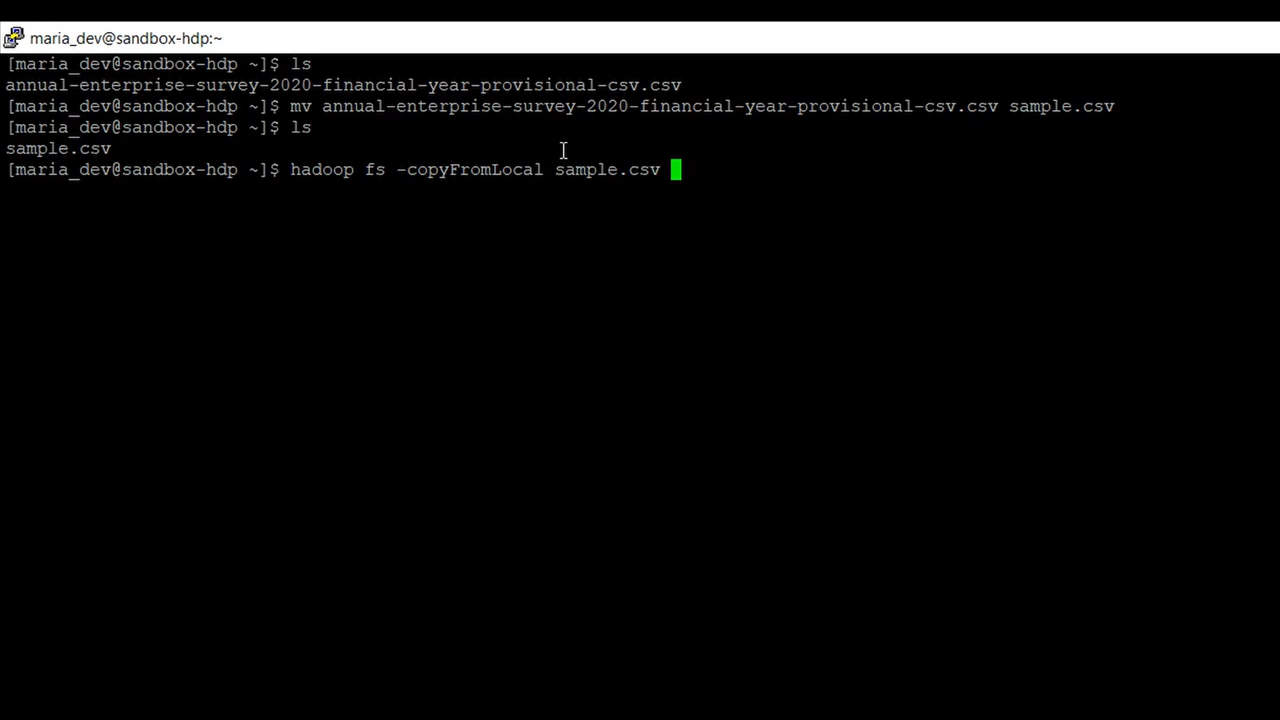 maria_dev@sandbox-hdp:~
[maria_dev@sandbox-hdp ~]$ ls
annual-enterprise-survey-2020-financial-year-provisional-csv.csv
[maria_dev@sandbox-hdp ~]$ mv annual-enterprise-survey-2020-financial-year-provisional-csv.csv sample.csv
[maria_dev@sandbox-hdp ~]$ ls
sample.csv
[maria_dev@sandbox-hdp ~]$ hadoop fs -copyFromLocal sample.csv